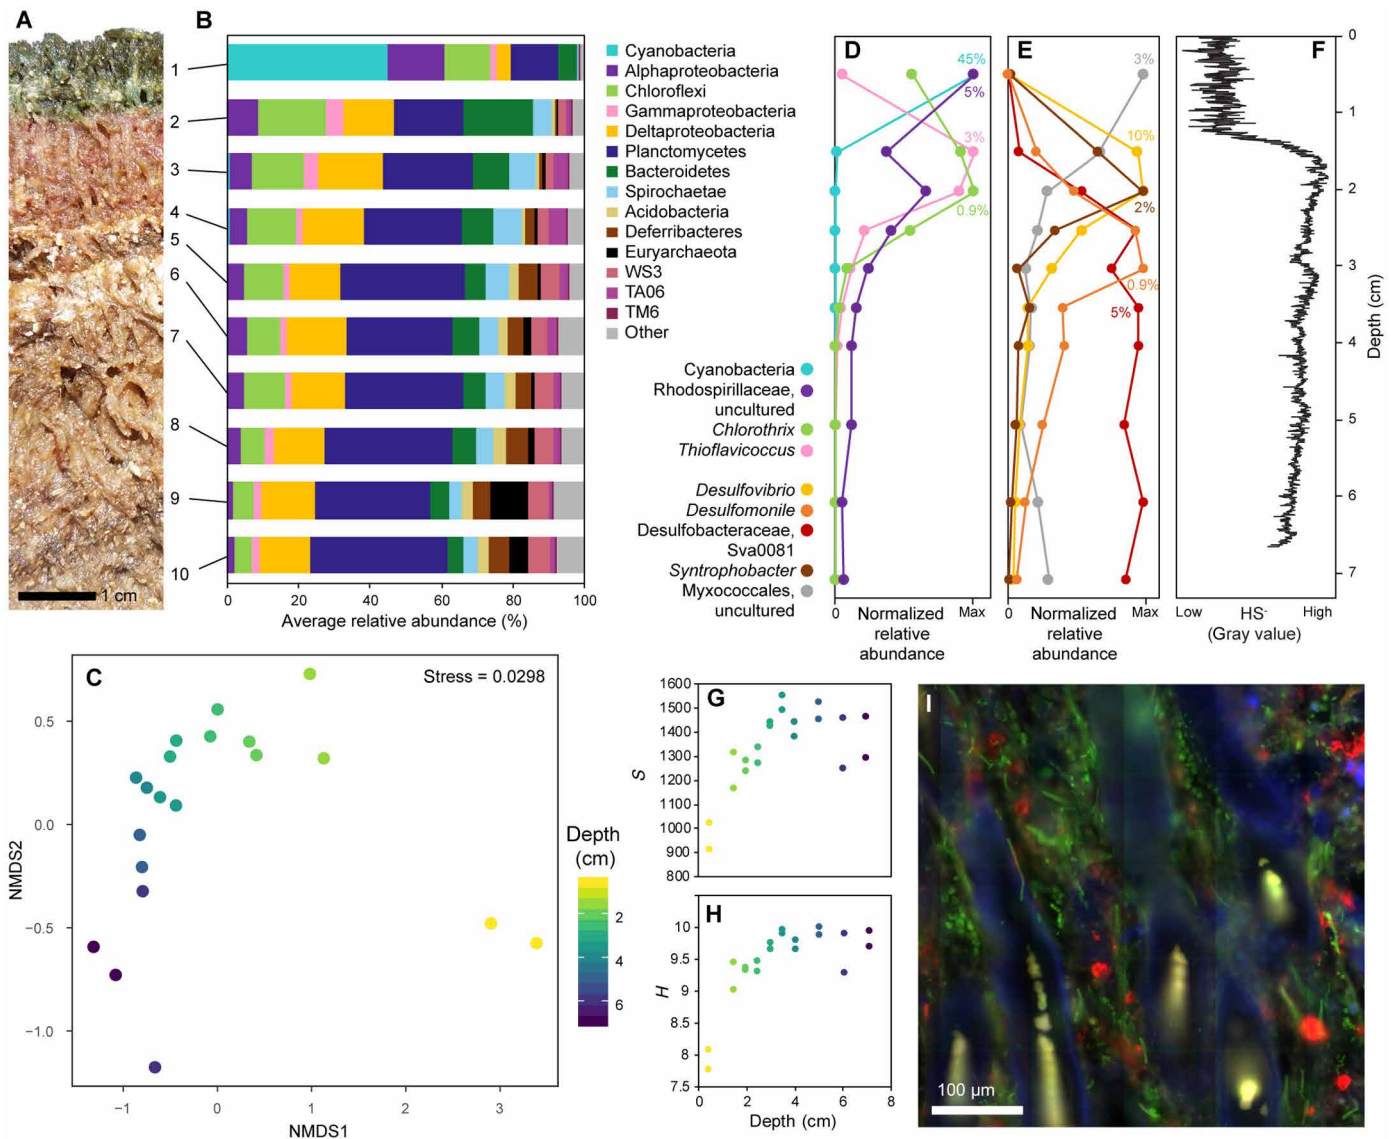 A
1
2
3
4
5
6
7
8
9
10
1 cm
B
0
20
40
60
80
100
Average relative abundance (%)
Cyanobacteria
Alphaproteobacteria
Chloroflexi
Gammaproteobacteria
Deltaproteobacteria
Planctomycetes
Bacteroidetes
Spirochaetae
Acidobacteria
Deferribacteres
Euryarchaeota
WS3
TA06
TM6
Other
Cyanobacteria
Rhodospirillaceae,
uncultured
Chlorothrix
Thioflavicoccus
Desulfovibrio
Desulfomonile
Desulfobacteraceae,
Sva0081
Syntrophobacter
Myxococcales,
uncultured
D
45%
5%
3%
0.9%
0
Normalized
relative
abundance
Max
E
3%
10%
2%
0.9%
5%
0
Normalized
relative
abundance
Max
F
0
1
2
3
4
5
6
7
Depth (cm)
Low
HS-
High
(Gray value)
C
Stress = 0.0298
0.5
0.0
−0.5
−1.0
NMDS2
−1
0
1
2
3
NMDS1
Depth
(cm)
2
4
6
G
1600
1500
1400
1300
1200
1100
1000
900
800
S
H
10
9.5
9
8.5
8
7.5
H
0
2
4
6
8
Depth (cm)
I
100 µm